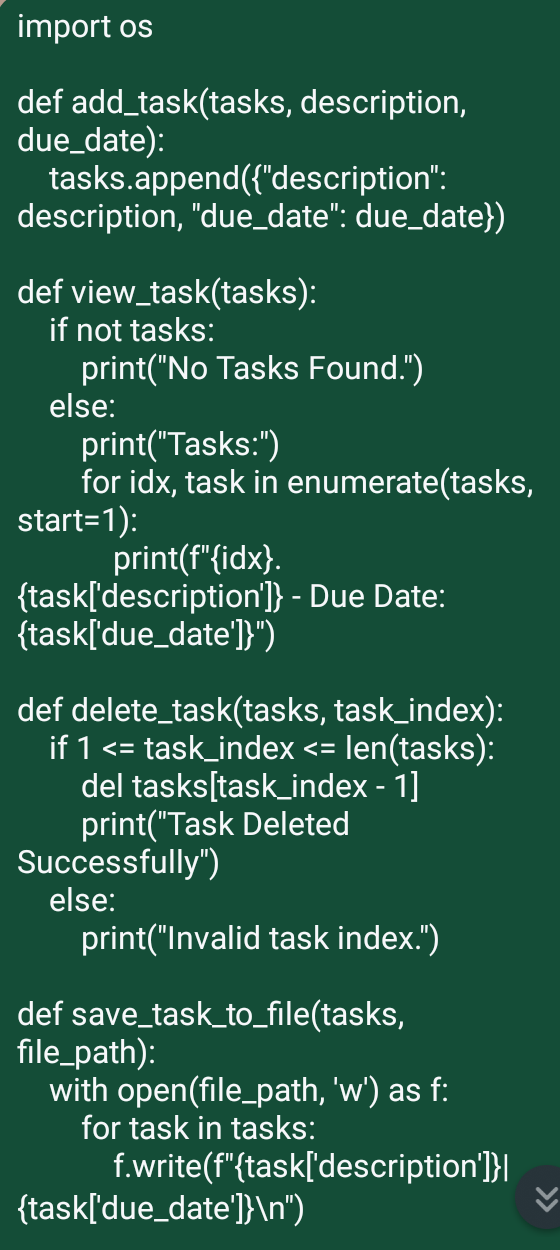 import os
def add_task(tasks, description,
due_date):
tasks.append({"description":
description, "due_date": due_date})
def view_task(tasks):
if not tasks:
print("No Tasks Found.")
else:
print("Tasks:")
for idx, task in enumerate(tasks,
start=1):
print(f"{idx}.
{task['description']} - Due Date:
{task['due_date']}")
def delete_task(tasks, task_index):
if 1 <= task_index <= len(tasks):
del tasks[task_index - 1]
print("Task Deleted
Successfully")
else:
print("Invalid task index.")
def save_task_to_file(tasks,
file_path):
with open(file_path, 'w') as f:
for task in tasks:
f.write(f"{task['description']}|
{task['due_date']}\n")